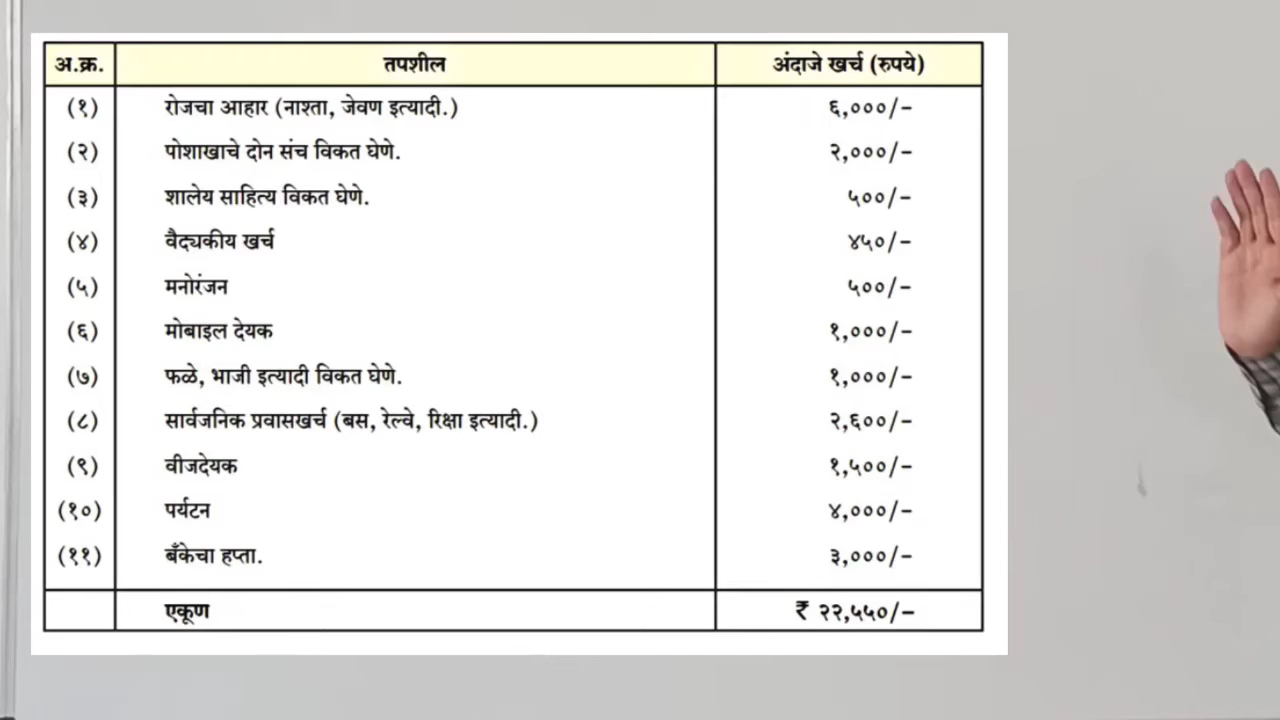 अ.क्र. तपशील अंदाजे खर्च (रुपये)
(१) रोजचा आहार (नाश्ता, जेवण इत्यादी.) ६,०००/-
(२) पोशाखाचे दोन संच विकत घेणे. २,०००/-
(३) शालेय साहित्य विकत घेणे. ५००/-
(४) वैद्यकीय खर्च ४५०/-
(५) मनोरंजन ५००/-
(६) मोबाइल देयक १,०००/-
(७) फळे, भाजी इत्यादी विकत घेणे. १,०००/-
(८) सार्वजनिक प्रवासखर्च (बस, रेल्वे, रिक्षा इत्यादी.) २,६००/-
(९) वीजदेयक १,५००/-
(१०) पर्यटन ४,०००/-
(११) बँकेचा हप्ता. ३,०००/-
एकूण ₹ २२,५५०/-